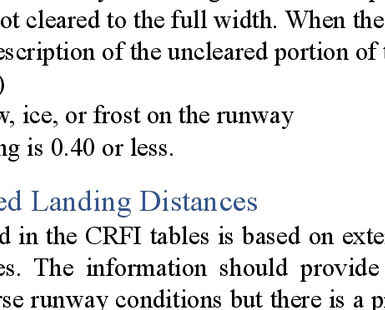 ot cleared to the full width. When the
escription of the uncleared portion of
)
w, ice, or frost on the runway
ng is 0.40 or less.
ed Landing Distances
d in the CRFI tables is based on exte
es. The information should provide
rse runway conditions but there is a p